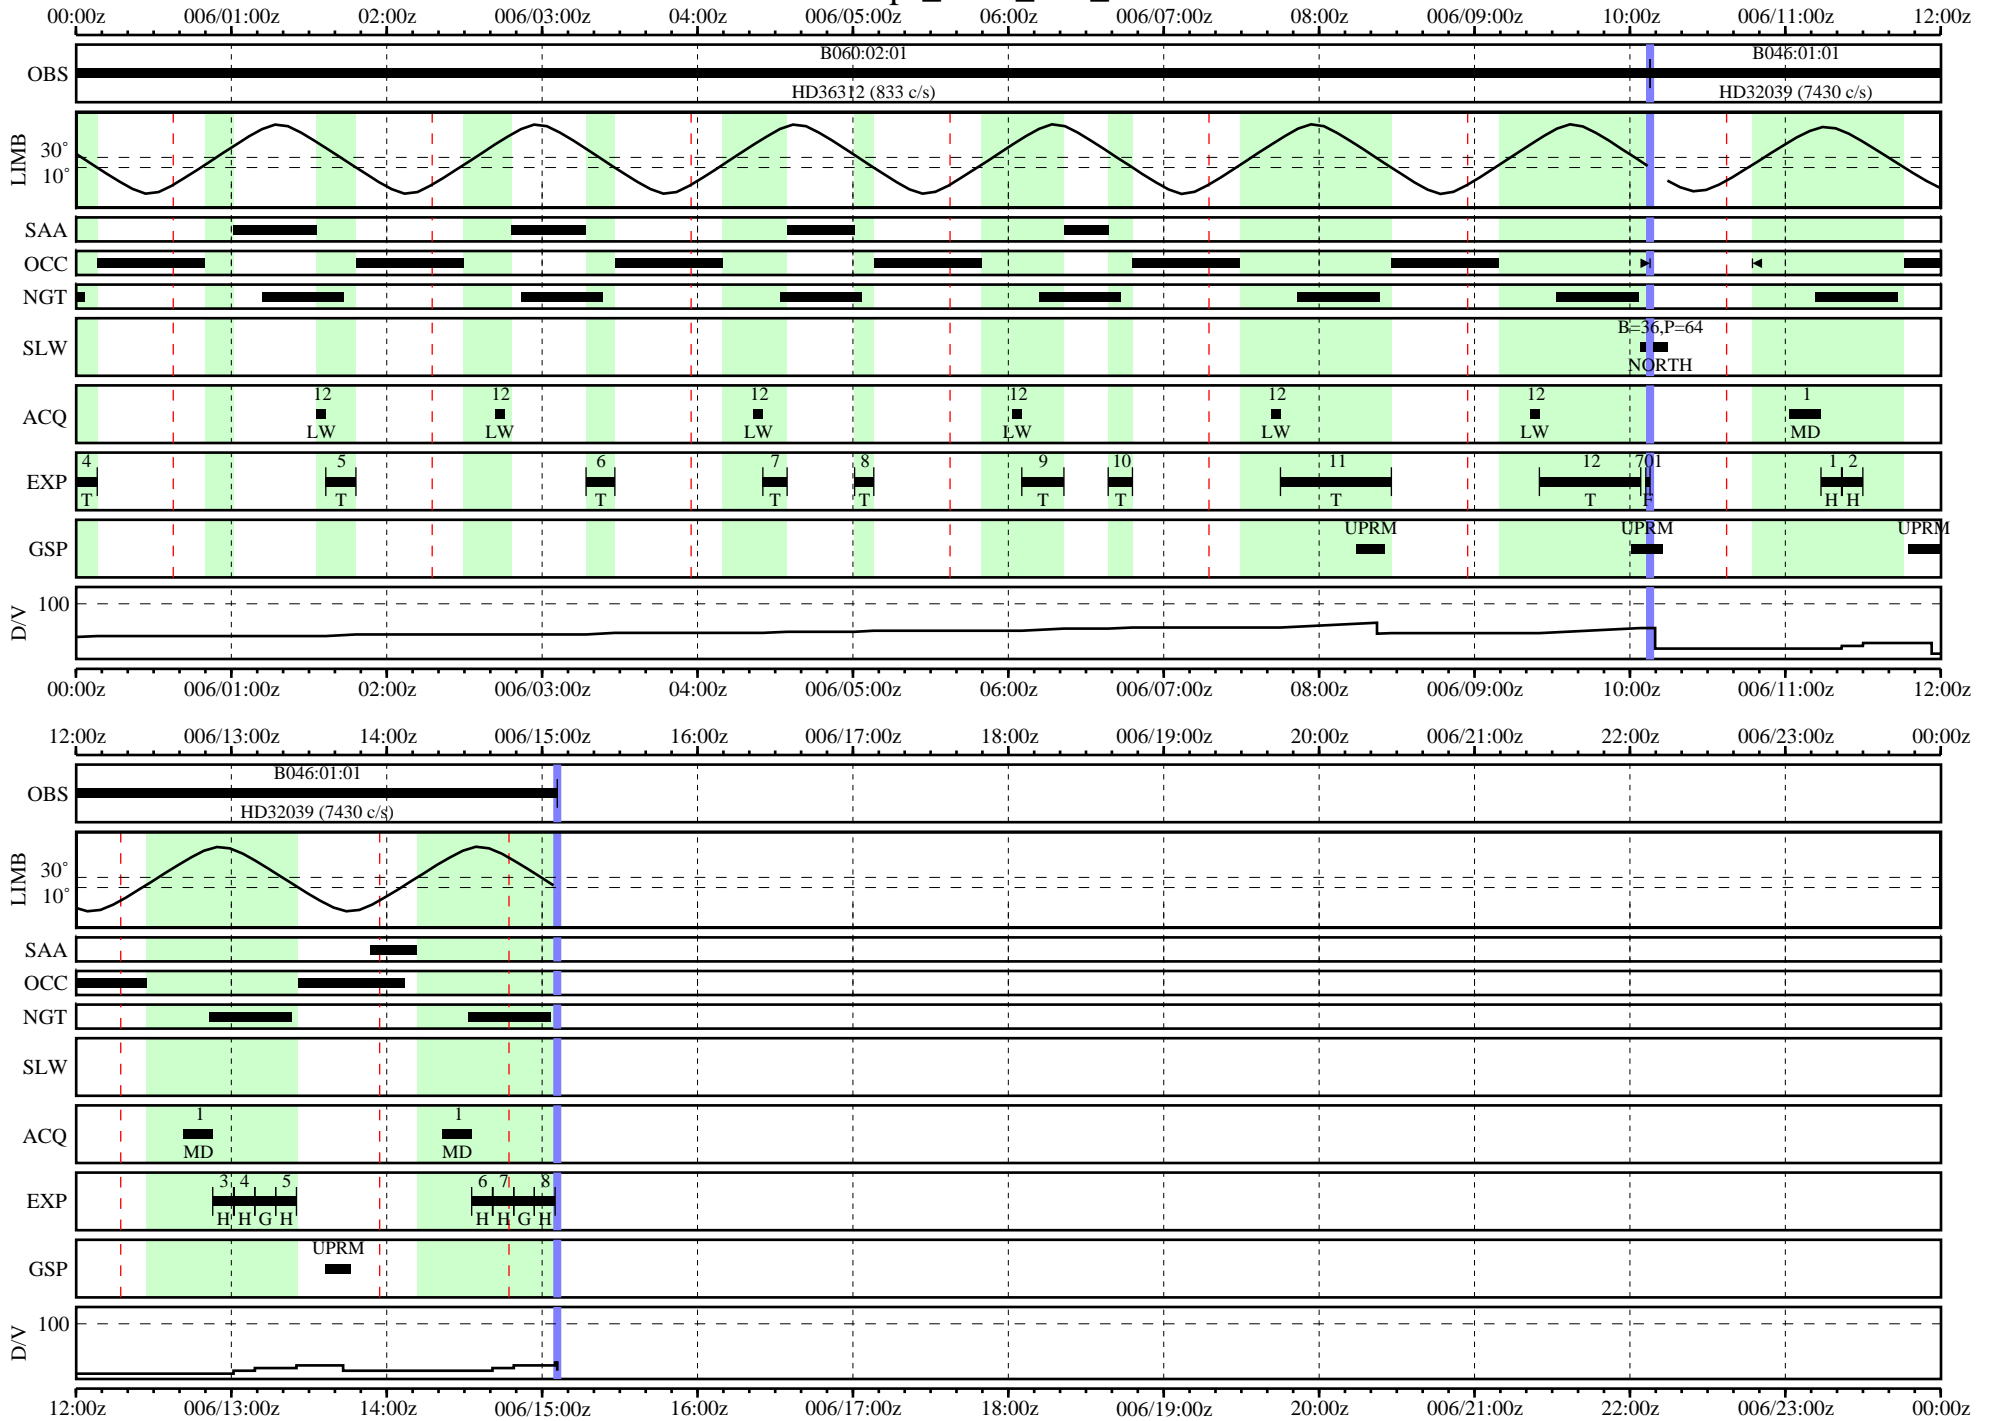 00:00z 006/01:00z 02:00z 006/03:00z 04:00z 006/05:00z 06:00z 006/07:00z 08:00z 006/09:00z 10:00z 006/11:00z 12:00z
B060:02:01 B046:01:01
OBS
HD36312 (833 c/s) HD32039 (7430 c/s)
LIMB 30° 10°
SAA
OCC
NGT
B=36,P=64
SLW
NORTH
12 12 12 12 12 12 1
ACQ
LW LW LW LW LW LW MD
4 5 6 7 8 9 10 11 12 701 1 2
EXP
T T T T T T T T T F H H
UPRM UPRM UPRM
GSP
D/V 100
00:00z 006/01:00z 02:00z 006/03:00z 04:00z 006/05:00z 06:00z 006/07:00z 08:00z 006/09:00z 10:00z 006/11:00z 12:00z
12:00z 006/13:00z 14:00z 006/15:00z 16:00z 006/17:00z 18:00z 006/19:00z 20:00z 006/21:00z 22:00z 006/23:00z 00:00z
B046:01:01
OBS
HD32039 (7430 c/s)
LIMB 30° 10°
SAA
OCC
NGT
SLW
1 1
ACQ
MD MD
3 4 5 6 7 8
EXP
H H G H H H G H
UPRM
GSP
D/V 100
12:00z 006/13:00z 14:00z 006/15:00z 16:00z 006/17:00z 18:00z 006/19:00z 20:00z 006/21:00z 22:00z 006/23:00z 00:00z